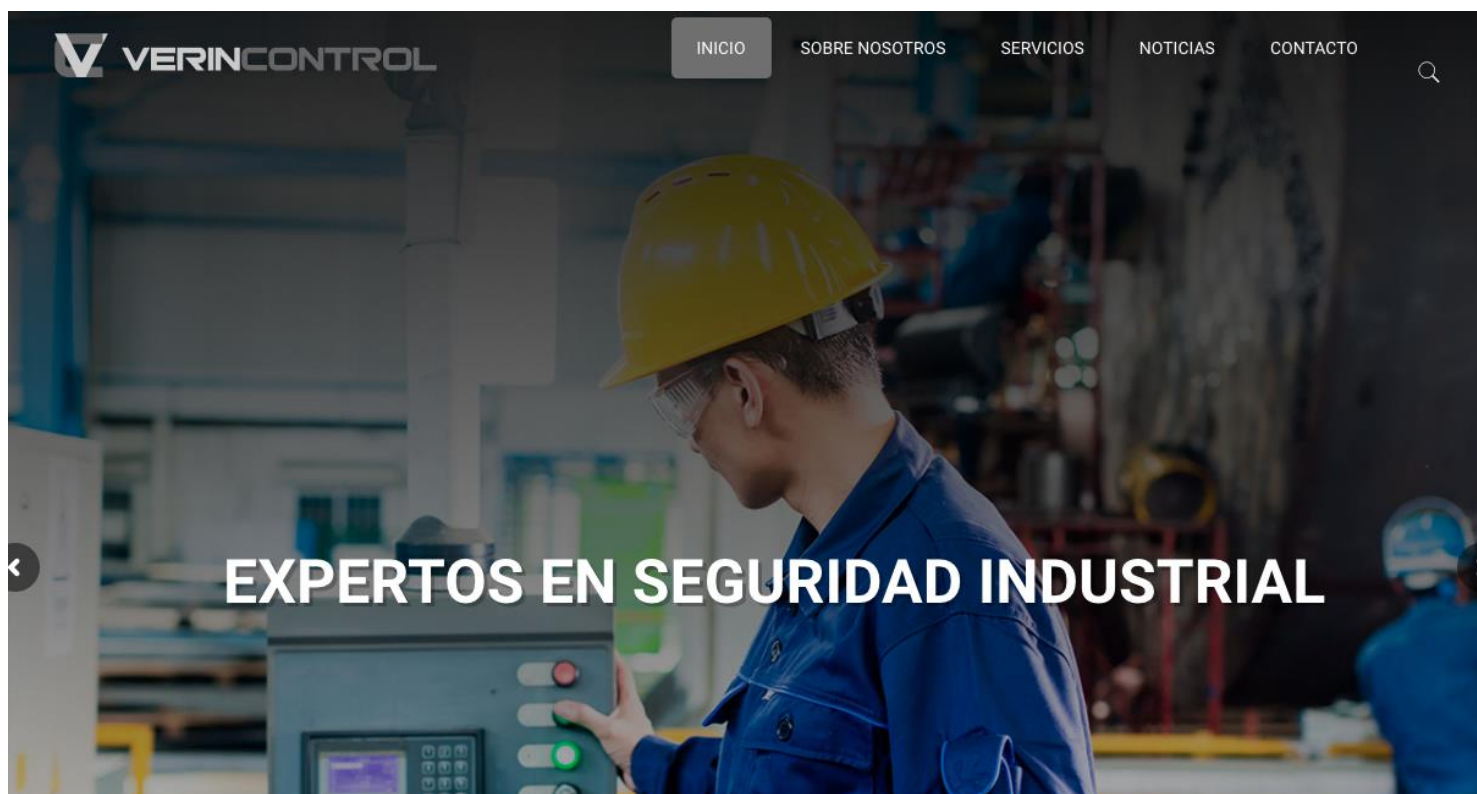 VERINCONTROL
INICIO SOBRE NOSOTROS SERVICIOS NOTICIAS CONTACTO
EXPERTOS EN SEGURIDAD INDUSTRIAL